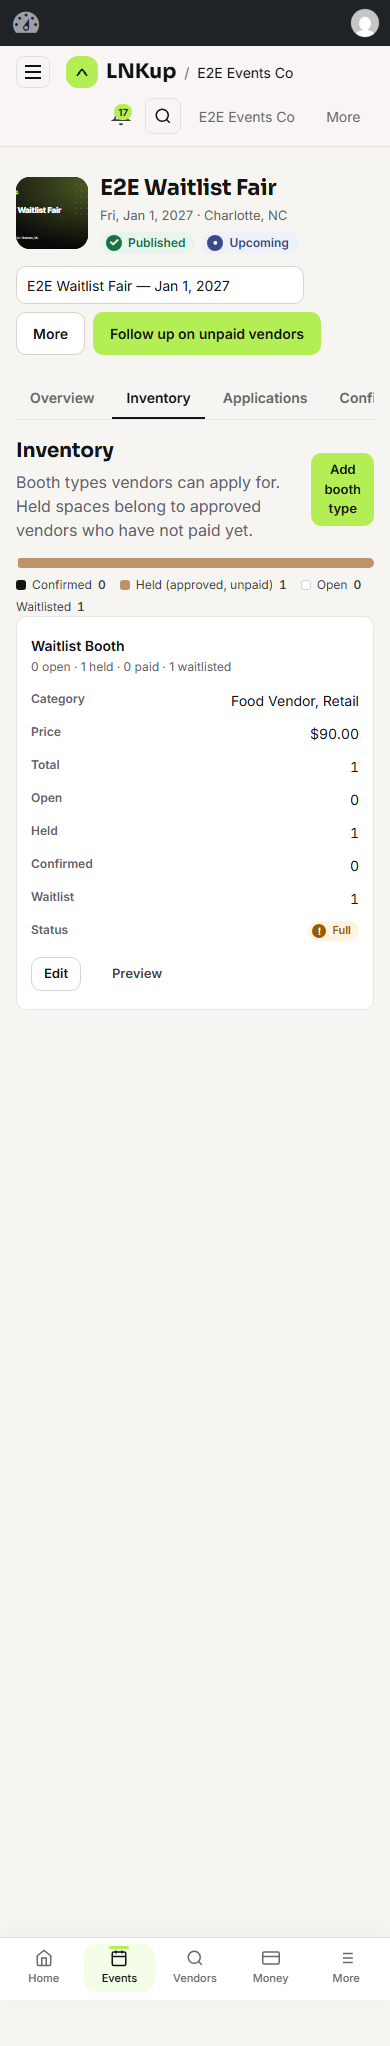 LNKup / E2E Events Co
17
E2E Events Co More
Waitlist Fair
E2E Waitlist Fair
Fri, Jan 1, 2027 · Charlotte, NC
Published Upcoming
E2E Waitlist Fair — Jan 1, 2027
More Follow up on unpaid vendors
Overview Inventory Applications Confi
Inventory
Booth types vendors can apply for.
Held spaces belong to approved
vendors who have not paid yet.
Add
booth
type
Confirmed 0 Held (approved, unpaid) 1 Open 0
Waitlisted 1
Waitlist Booth
0 open · 1 held · 0 paid · 1 waitlisted
Category Food Vendor, Retail
Price $90.00
Total 1
Open 0
Held 1
Confirmed 0
Waitlist 1
Status Full
Edit Preview
Home Events Vendors Money More